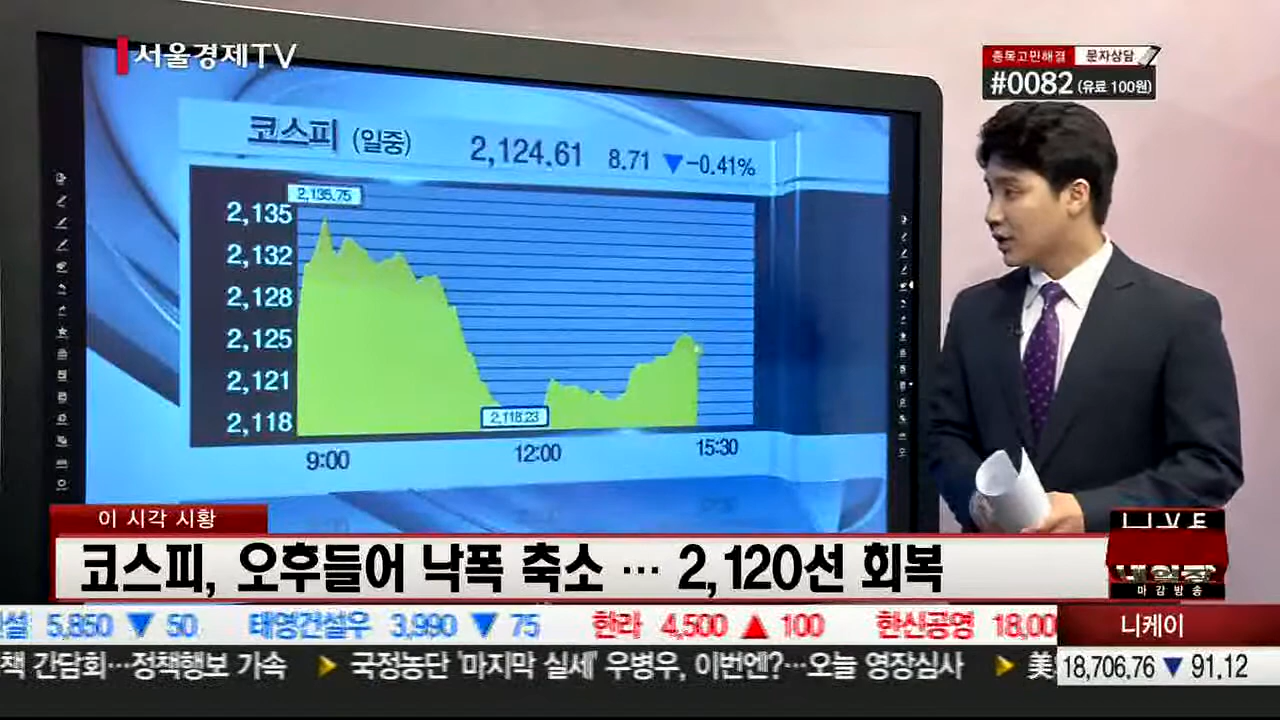 서울경제TV
종목고민해결 문자상담
#0082 (유료 100원)
코스피 (일중) 2,124.61 8.71 ▼-0.41%
2,135.75
2,135
2,132
2,128
2,125
2,121
2,118
2,118.23
9:00 12:00 15:30
이 시각 시황
코스피, 오후들어 낙폭 축소 … 2,120선 회복
LIVE
마감방송
설 5,850 ▼ 50 태영건설우 3,990 ▼ 75 한라 4,500 ▲ 100 한신공영 18,00
니케이
책 간담회…정책행보 가속 ▶ 국정농단 '마지막 실세' 우병우, 이번엔?…오늘 영장심사 ▶ 美
18,706.76 ▼ 91.12